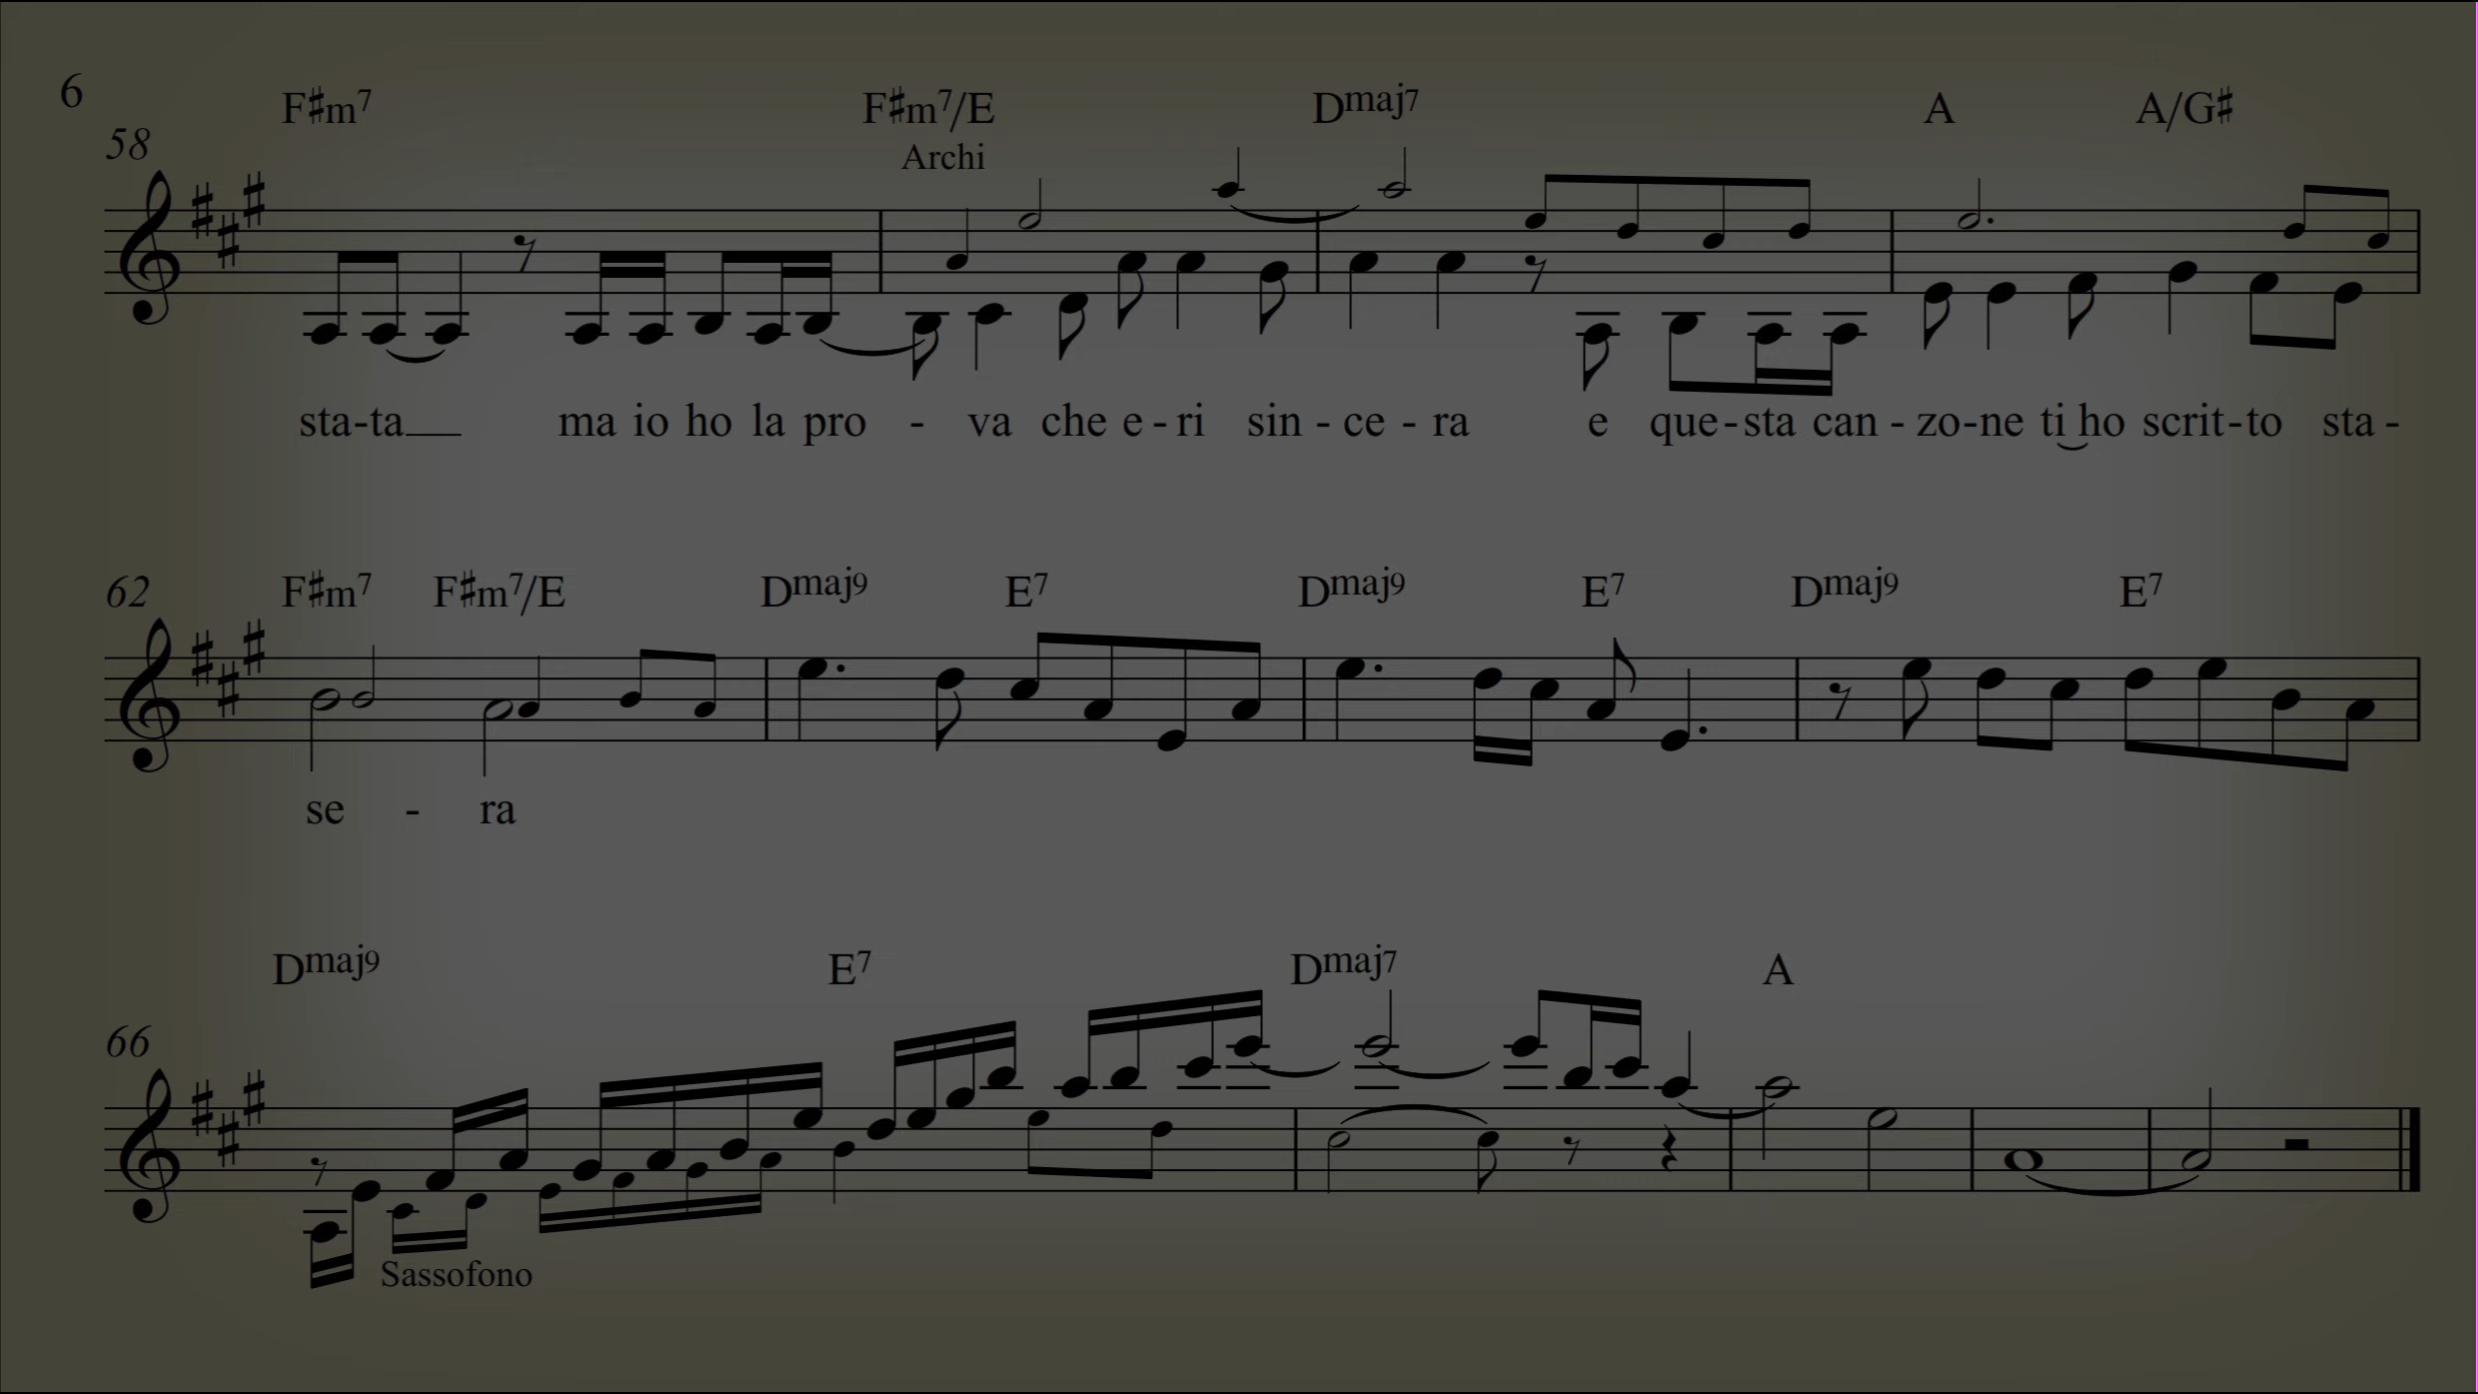 6
F♯m7 F♯m7/E Dmaj7 A A/G♯
58
Archi
sta-ta ma io ho la pro - va che e - ri sin - ce - ra e que-sta can - zo-ne ti ho scrit-to sta -
62 F♯m7 F♯m7/E Dmaj9 E7 Dmaj9 E7 Dmaj9 E7
se - ra
Dmaj9 E7 Dmaj7 A
66
Sassofono